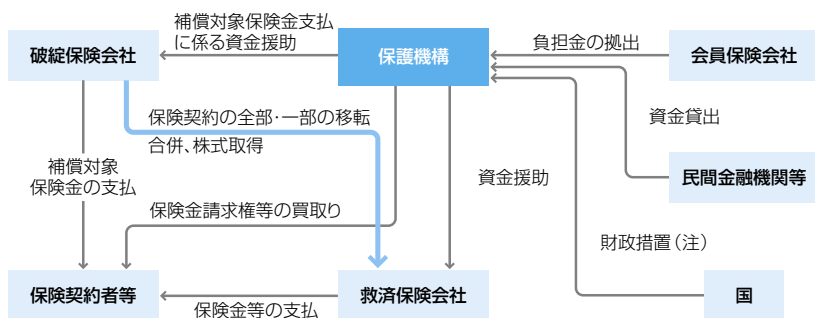 補償対象保険金支払
に係る資金援助
負担金の拠出
破綻保険会社
保護機構
会員保険会社
保険契約の全部・一部の移転
合併、株式取得
資金貸出
補償対象
保険金の支払
資金援助
民間金融機関等
保険金請求権等の買取り
財政措置（注）
保険契約者等
救済保険会社
国
保険金等の支払